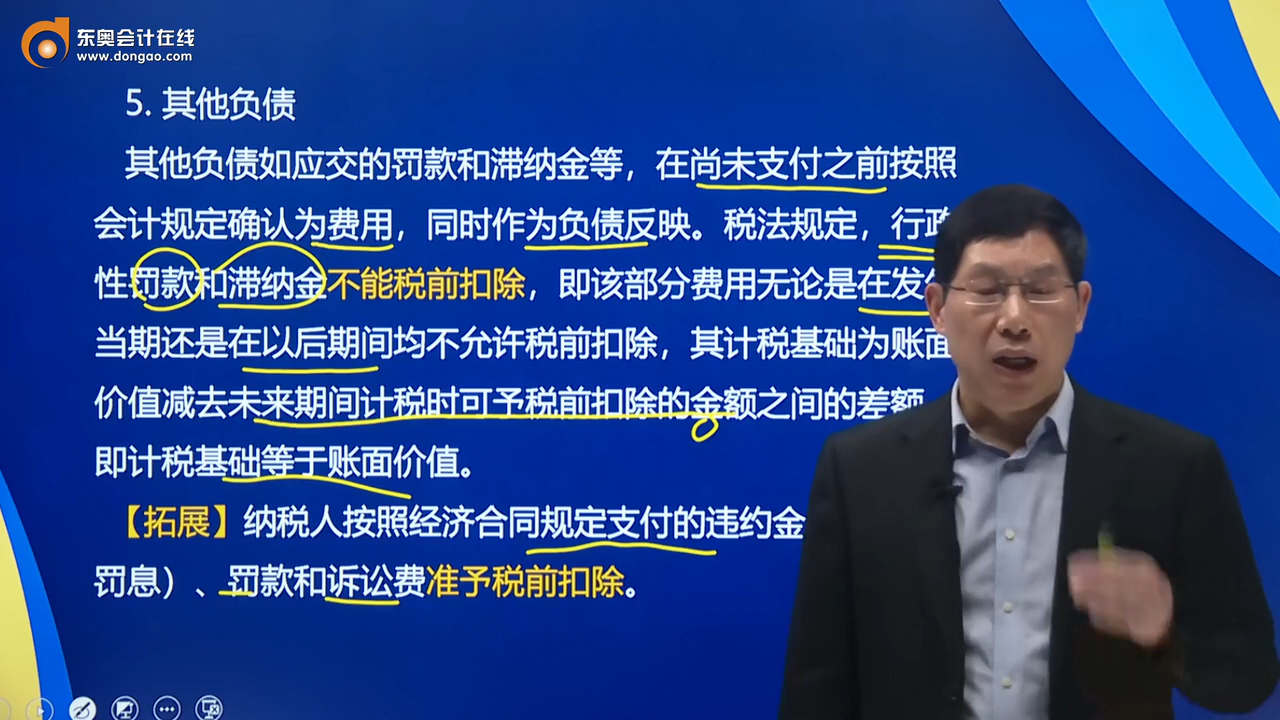 东奥会计在线
www.dongao.com
5. 其他负债
其他负债如应交的罚款和滞纳金等，在尚未支付之前按照
会计规定确认为费用，同时作为负债反映。税法规定，行政
性罚款和滞纳金不能税前扣除，即该部分费用无论是在发生
当期还是在以后期间均不允许税前扣除，其计税基础为账面
价值减去未来期间计税时可予税前扣除的金额之间的差额
即计税基础等于账面价值。
【拓展】纳税人按照经济合同规定支付的违约金
罚息）、罚款和诉讼费准予税前扣除。